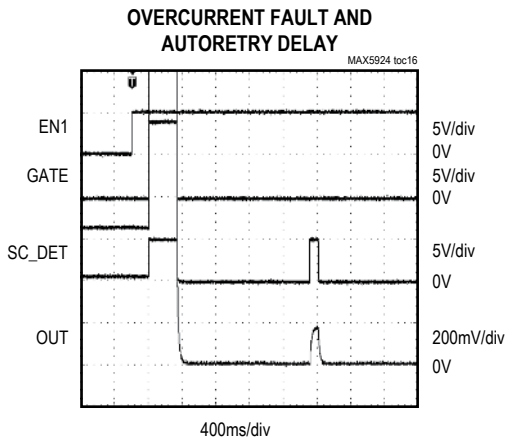 OVERCURRENT FAULT AND
AUTORETRY DELAY
MAX5924 toc16
T
EN1
5V/div
0V
GATE
5V/div
0V
SC_DET
5V/div
0V
OUT
200mV/div
0V
400ms/div